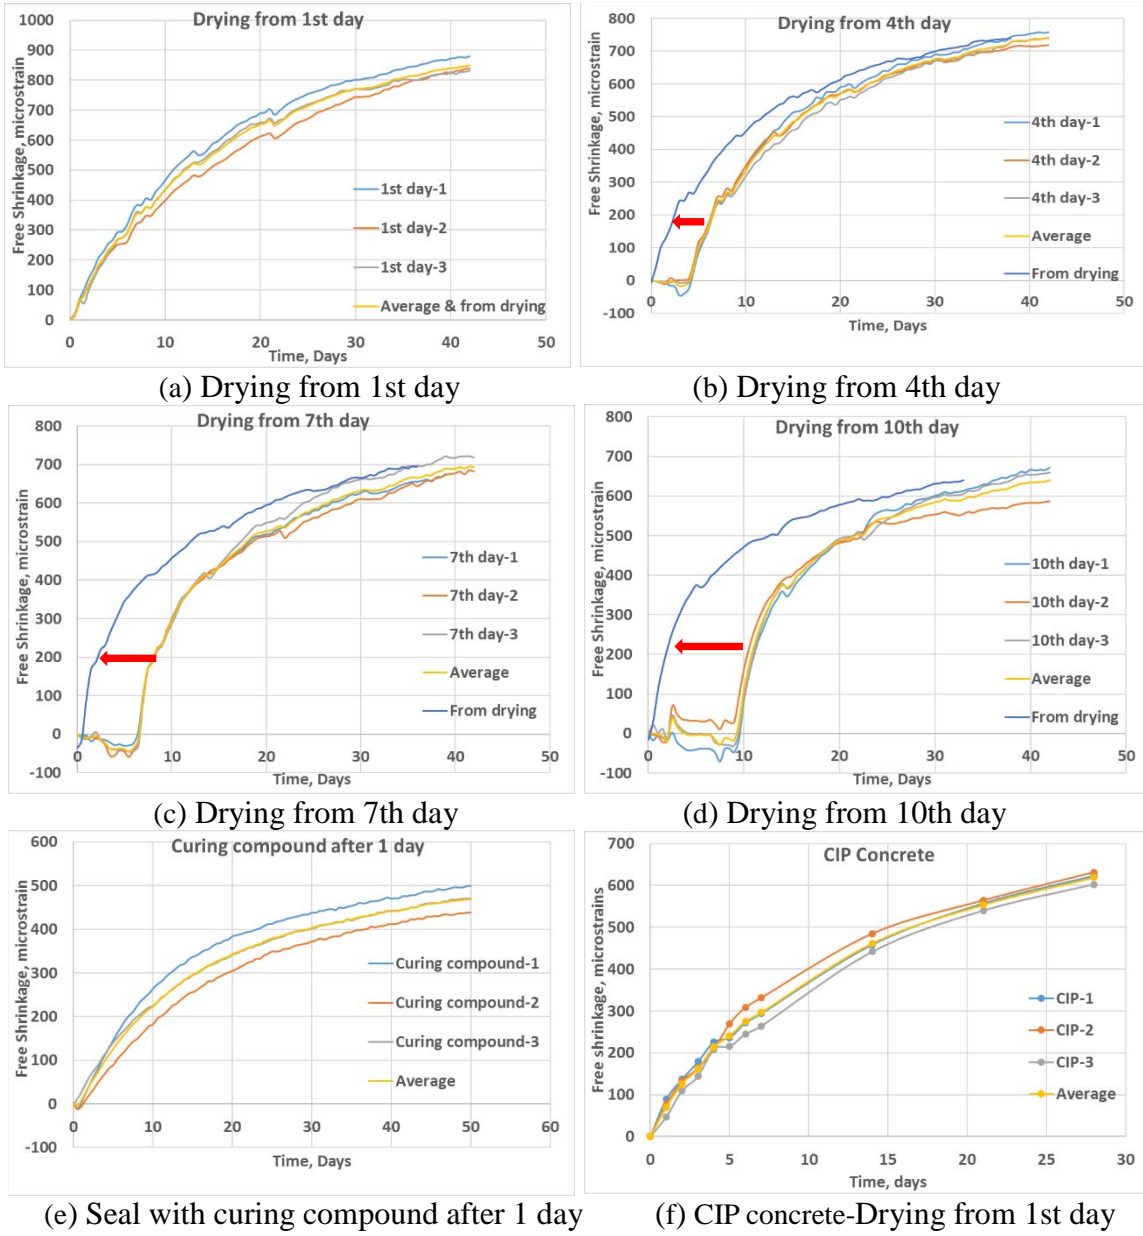 Drying from 1st day
Free Shrinkage, microstrain
1000
900
800
700
600
500
400
300
200
100
0
0 10 20 30 40 50
Time, Days
1st day-1
1st day-2
1st day-3
Average & from drying
(a) Drying from 1st day
Drying from 4th day
Free Shrinkage, microstrain
800
700
600
500
400
300
200
100
0
-100
0 10 20 30 40 50
Time, Days
4th day-1
4th day-2
4th day-3
Average
From drying
(b) Drying from 4th day
Drying from 7th day
Free Shrinkage, microstrain
800
700
600
500
400
300
200
100
0
-100
0 10 20 30 40 50
Time, Days
7th day-1
7th day-2
7th day-3
Average
From drying
(c) Drying from 7th day
Drying from 10th day
Free Shrinkage, microstrain
800
700
600
500
400
300
200
100
0
-100
0 10 20 30 40 50
Time, Days
10th day-1
10th day-2
10th day-3
Average
From drying
(d) Drying from 10th day
Curing compound after 1 day
Free Shrinkage, microstrain
600
500
400
300
200
100
0
-100
0 10 20 30 40 50 60
Time, Days
Curing compound-1
Curing compound-2
Curing compound-3
Average
(e) Seal with curing compound after 1 day
CIP Concrete
Free shrinkage, microstrains
700
600
500
400
300
200
100
0
0 5 10 15 20 25 30
Time, days
CIP-1
CIP-2
CIP-3
Average
(f) CIP concrete-Drying from 1st day